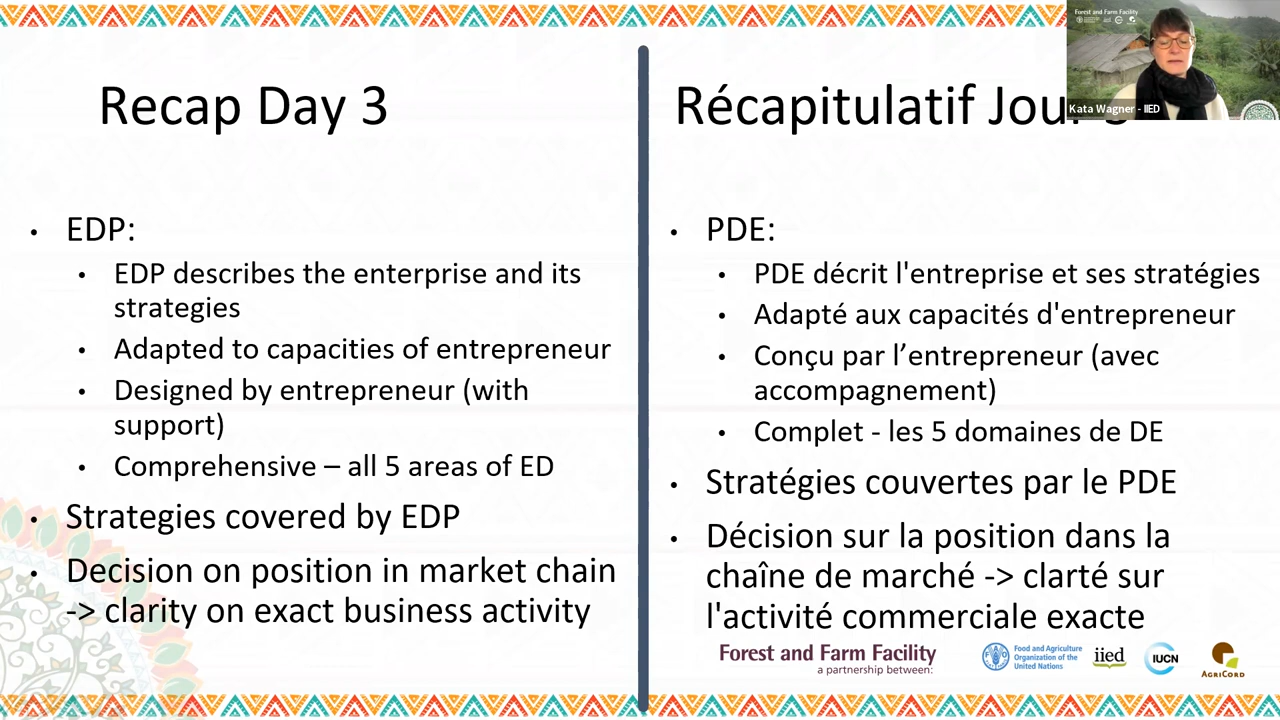 Recap Day 3
• EDP:
• EDP describes the enterprise and its
strategies
• Adapted to capacities of entrepreneur
• Designed by entrepreneur (with
support)
• Comprehensive – all 5 areas of ED
• Strategies covered by EDP
• Decision on position in market chain
-> clarity on exact business activity
Récapitulatif Jour 3
• PDE:
• PDE décrit l'entreprise et ses stratégies
• Adapté aux capacités d'entrepreneur
• Conçu par l’entrepreneur (avec
accompagnement)
• Complet - les 5 domaines de DE
• Stratégies couvertes par le PDE
• Décision sur la position dans la
chaîne de marché -> clarté sur
l'activité commerciale exacte
Forest and Farm Facility
Kata Wagner - IIED
Forest and Farm Facility
a partnership between:
Food and Agriculture
Organization of the
United Nations
iied
IUCN
AGRICORD